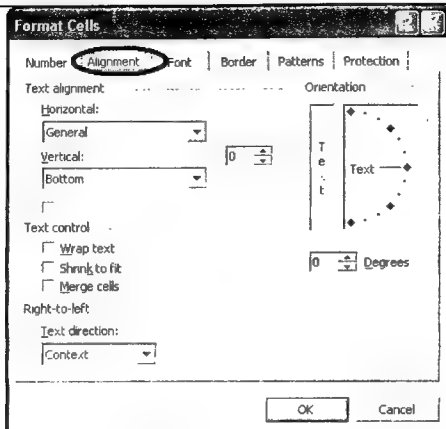 Format Cells
Number Alignment Font Border Patterns Protection
Text alignment
Orientation
Horizontal:
General
Vertical:
0
Bottom
Text
Text
Text control
Wrap text
Shrink to fit
Merge cells
0 Degrees
Right-to-left
Text direction:
Context
OK Cancel